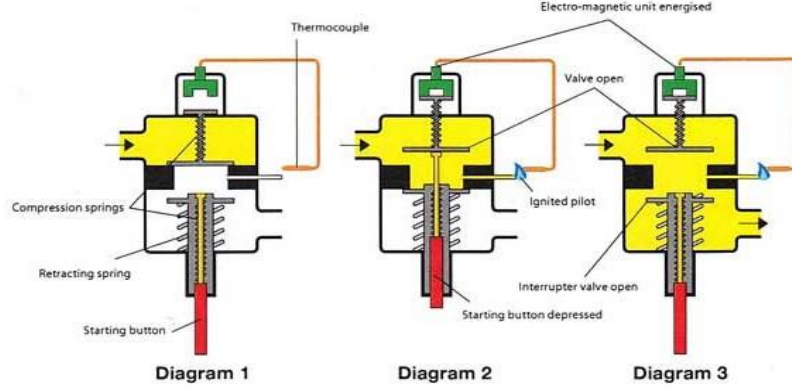 Electro-magnetic unit energised
Thermocouple
Valve open
Compression springs
Ignited pilot
Retracting spring
Interrupter valve open
Starting button
Starting button depressed
Diagram 1
Diagram 2
Diagram 3